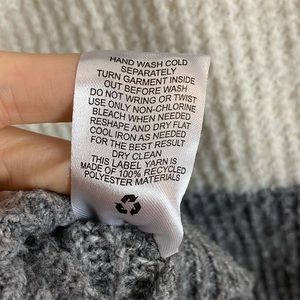 HAND WASH COLD
SEPARATELY
TURN GARMENT INSIDE
OUT BEFORE WASH
DO NOT WRING OR TWIST
USE ONLY NON-CHLORINE
BLEACH WHEN NEEDED
RESHAPE AND DRY FLAT
COOL IRON AS NEEDED
FOR THE BEST RESULT
DRY CLEAN
THIS LABEL YARN IS
MADE OF 100% RECYCLED
POLYESTER MATERIALS